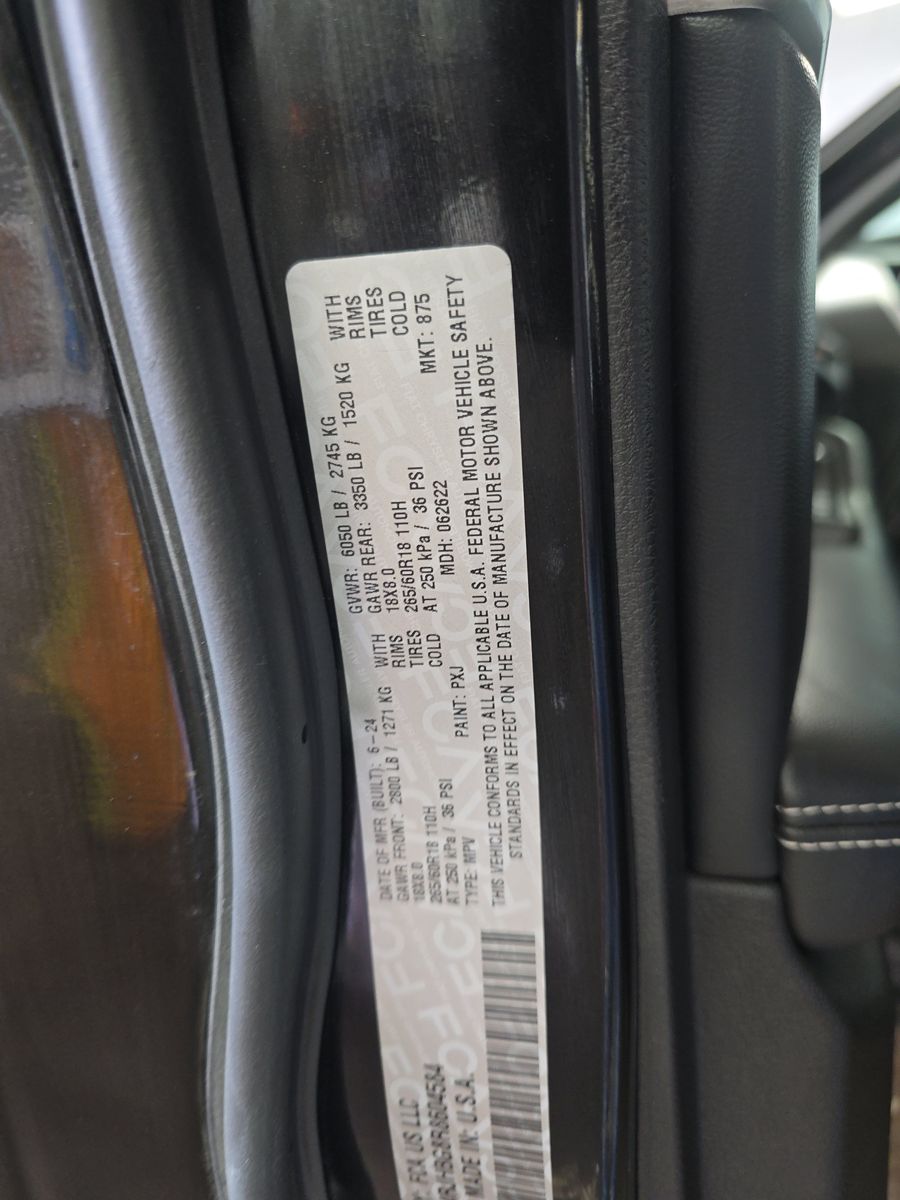 FCA US LLC
DATE OF MFR (BUILT): 6-24
GVWR: 6050 LB / 2745 KG
GAWR FRONT: 2800 LB / 1271 KG WITH
GAWR REAR: 3350 LB / 1520 KG WITH
18X8.0 RIMS
18X8.0 RIMS
265/60R18 110H TIRES
265/60R18 110H TIRES
AT 250 kPa / 36 PSI COLD
AT 250 kPa / 36 PSI COLD
TYPE: MPV PAINT: PXJ MDH: 062622 MKT: 875
THIS VEHICLE CONFORMS TO ALL APPLICABLE U.S.A. FEDERAL MOTOR VEHICLE SAFETY
STANDARDS IN EFFECT ON THE DATE OF MANUFACTURE SHOWN ABOVE.
MADE IN: U.S.A.